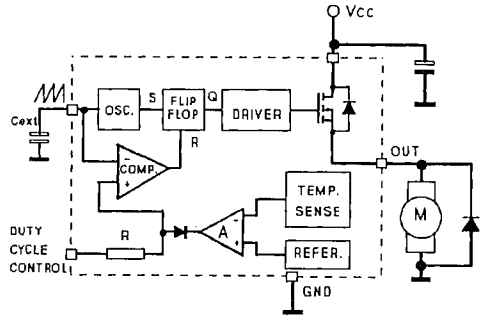 Vcc
Cext
OSC.
S
FLIP
FLOP
Q
DRIVER
R
-
COMP.
+
OUT
TEMP.
SENSE
M
DUTY
CYCLE
CONTROL
R
A
-
+
REFER.
GND